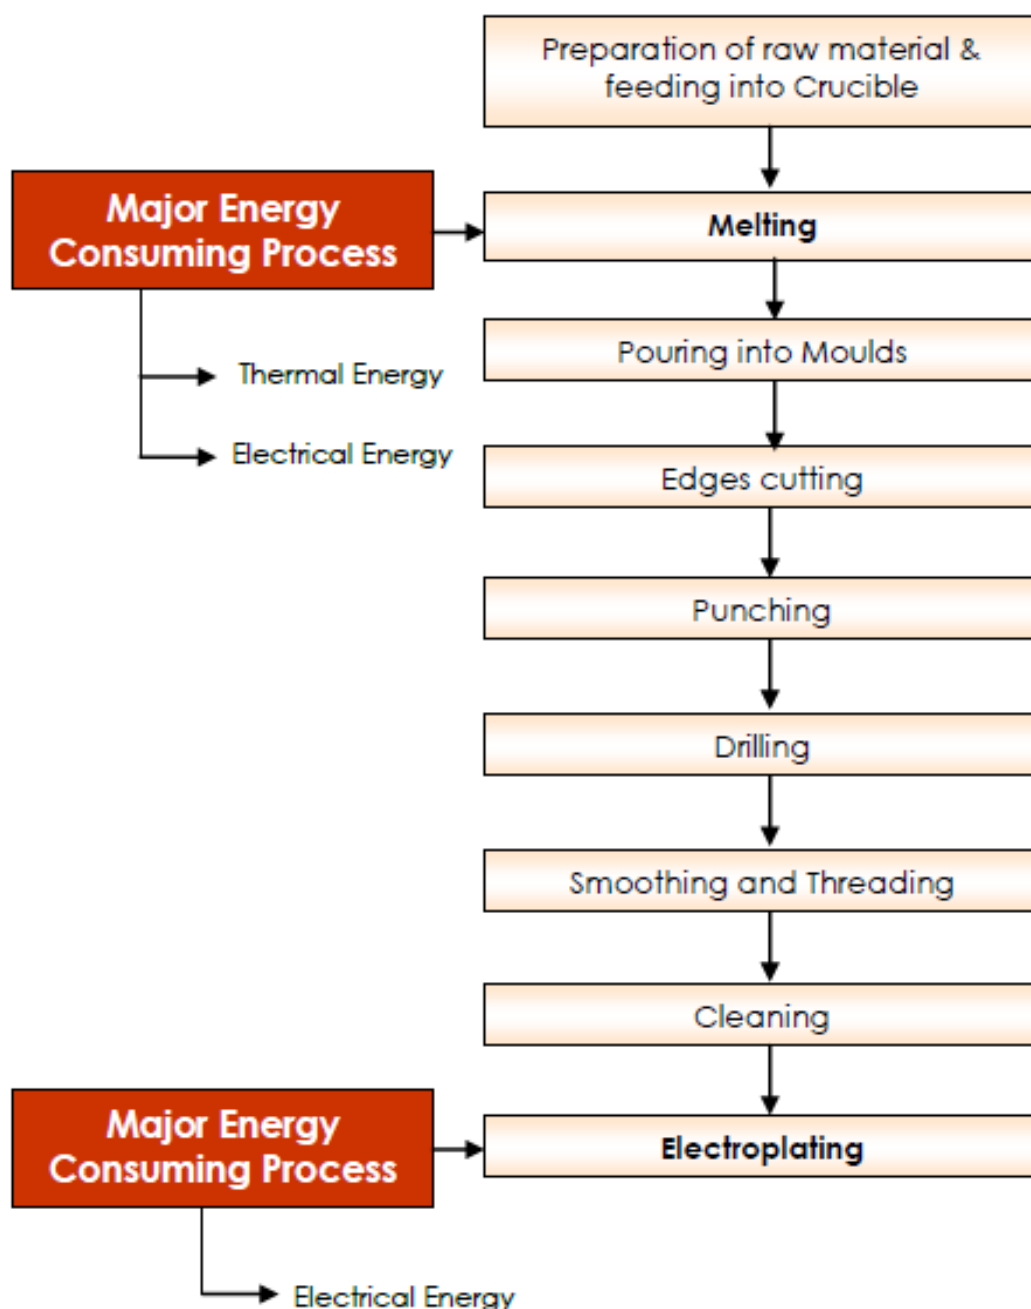 Preparation of raw material &
feeding into Crucible
Major Energy
Consuming Process
Melting
Thermal Energy
Electrical Energy
Pouring into Moulds
Edges cutting
Punching
Drilling
Smoothing and Threading
Cleaning
Major Energy
Consuming Process
Electroplating
Electrical Energy